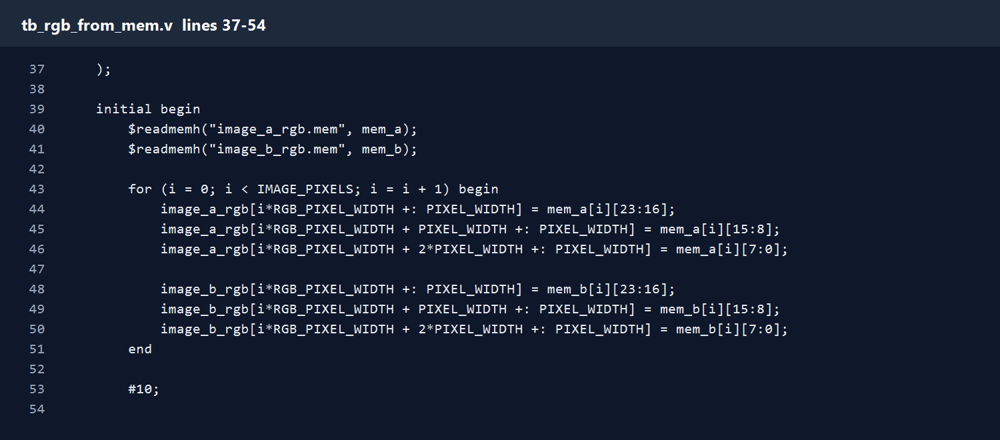 tb_rgb_from_mem.v lines 37-54
37 );
38
39 initial begin
40 $readmemh("image_a_rgb.mem", mem_a);
41 $readmemh("image_b_rgb.mem", mem_b);
42
43 for (i = 0; i < IMAGE_PIXELS; i = i + 1) begin
44 image_a_rgb[i*RGB_PIXEL_WIDTH +: PIXEL_WIDTH] = mem_a[i][23:16];
45 image_a_rgb[i*RGB_PIXEL_WIDTH + PIXEL_WIDTH +: PIXEL_WIDTH] = mem_a[i][15:8];
46 image_a_rgb[i*RGB_PIXEL_WIDTH + 2*PIXEL_WIDTH +: PIXEL_WIDTH] = mem_a[i][7:0];
47
48 image_b_rgb[i*RGB_PIXEL_WIDTH +: PIXEL_WIDTH] = mem_b[i][23:16];
49 image_b_rgb[i*RGB_PIXEL_WIDTH + PIXEL_WIDTH +: PIXEL_WIDTH] = mem_b[i][15:8];
50 image_b_rgb[i*RGB_PIXEL_WIDTH + 2*PIXEL_WIDTH +: PIXEL_WIDTH] = mem_b[i][7:0];
51 end
52
53 #10;
54